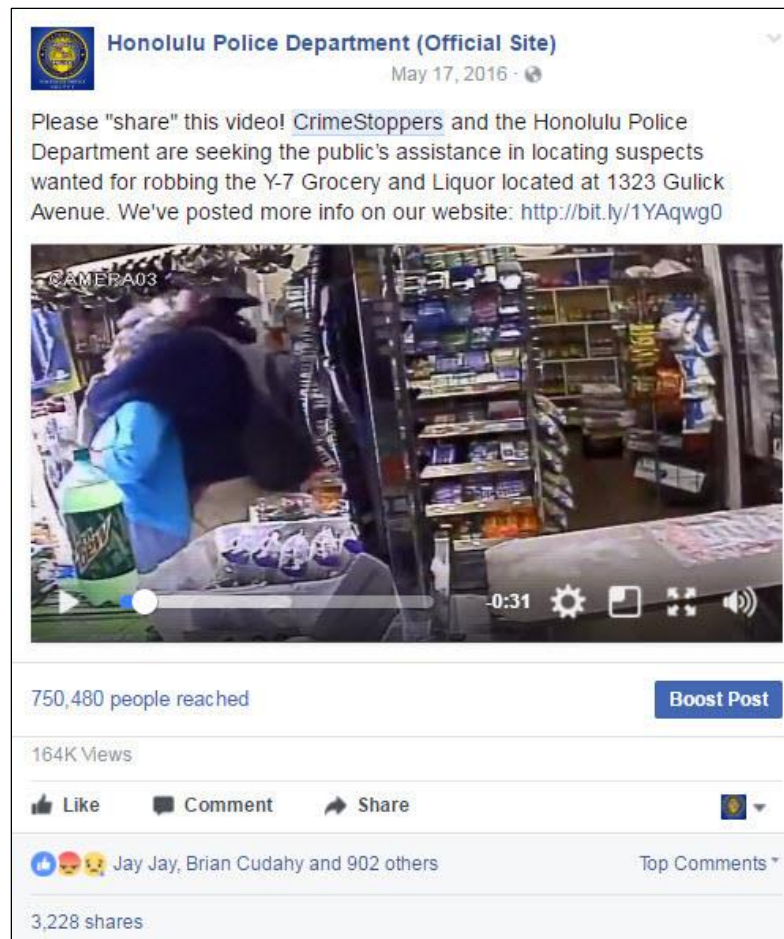 Honolulu Police Department (Official Site)
May 17, 2016 ·
Please "share" this video! CrimeStoppers and the Honolulu Police
Department are seeking the public's assistance in locating suspects
wanted for robbing the Y-7 Grocery and Liquor located at 1323 Gulick
Avenue. We've posted more info on our website: http://bit.ly/1YAqwg0
CAMERA03
-0:31
750,480 people reached
Boost Post
164K Views
Like Comment Share
Jay Jay, Brian Cudahy and 902 others
Top Comments
3,228 shares